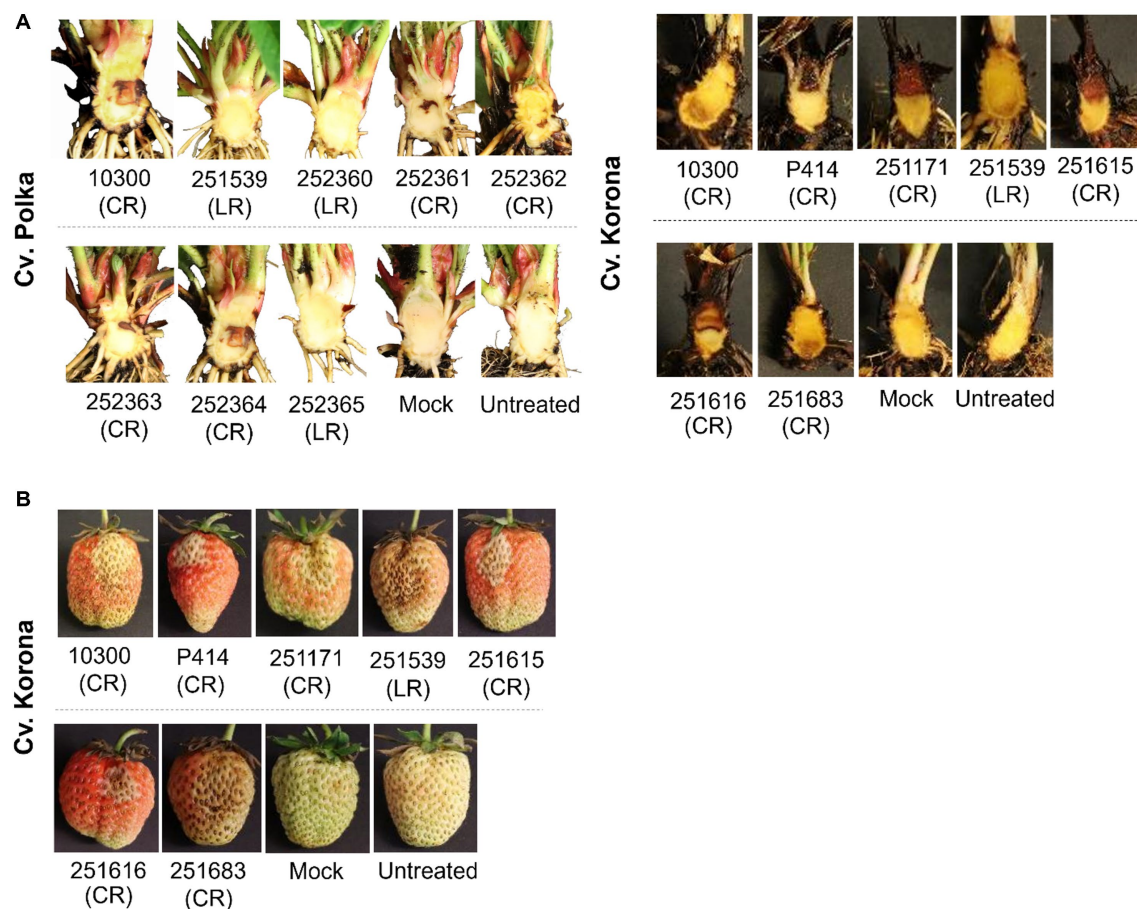 A
Cv. Polka
10300 251539 252360 252361 252362
(CR) (LR) (LR) (CR) (CR)
252363 252364 252365 Mock Untreated
(CR) (CR) (LR)
Cv. Korona
10300 P414 251171 251539 251615
(CR) (CR) (CR) (LR) (CR)
251616 251683 Mock Untreated
(CR) (CR)
B
Cv. Korona
10300 P414 251171 251539 251615
(CR) (CR) (CR) (LR) (CR)
251616 251683 Mock Untreated
(CR) (CR)